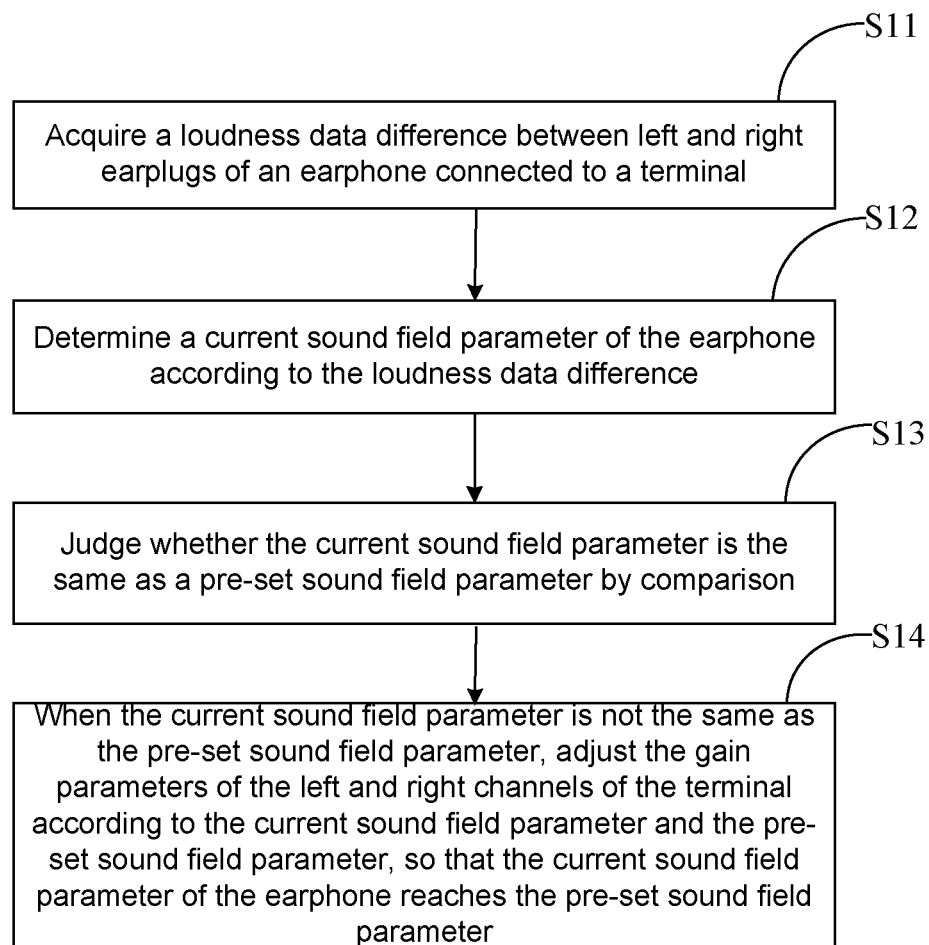 S11
Acquire a loudness data difference between left and right
earplugs of an earphone connected to a terminal
S12
Determine a current sound field parameter of the earphone
according to the loudness data difference
S13
Judge whether the current sound field parameter is the
same as a pre-set sound field parameter by comparison
S14
When the current sound field parameter is not the same as
the pre-set sound field parameter, adjust the gain
parameters of the left and right channels of the terminal
according to the current sound field parameter and the pre-
set sound field parameter, so that the current sound field
parameter of the earphone reaches the pre-set sound field
parameter